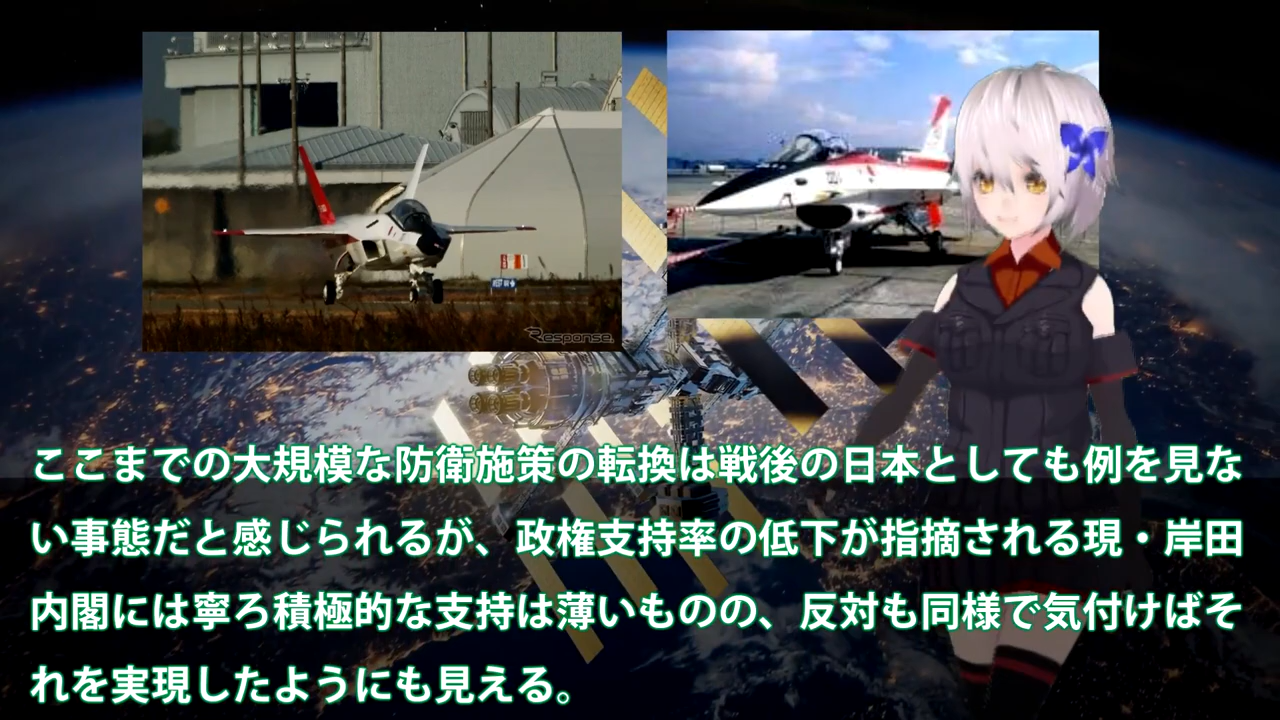 Response.
ここまでの大規模な防衛施策の転換は戦後の日本としても例を見な
い事態だと感じられるが、政権支持率の低下が指摘される現・岸田
内閣には寧ろ積極的な支持は薄いものの、反対も同様で気付けばそ
れを実現したようにも見える。